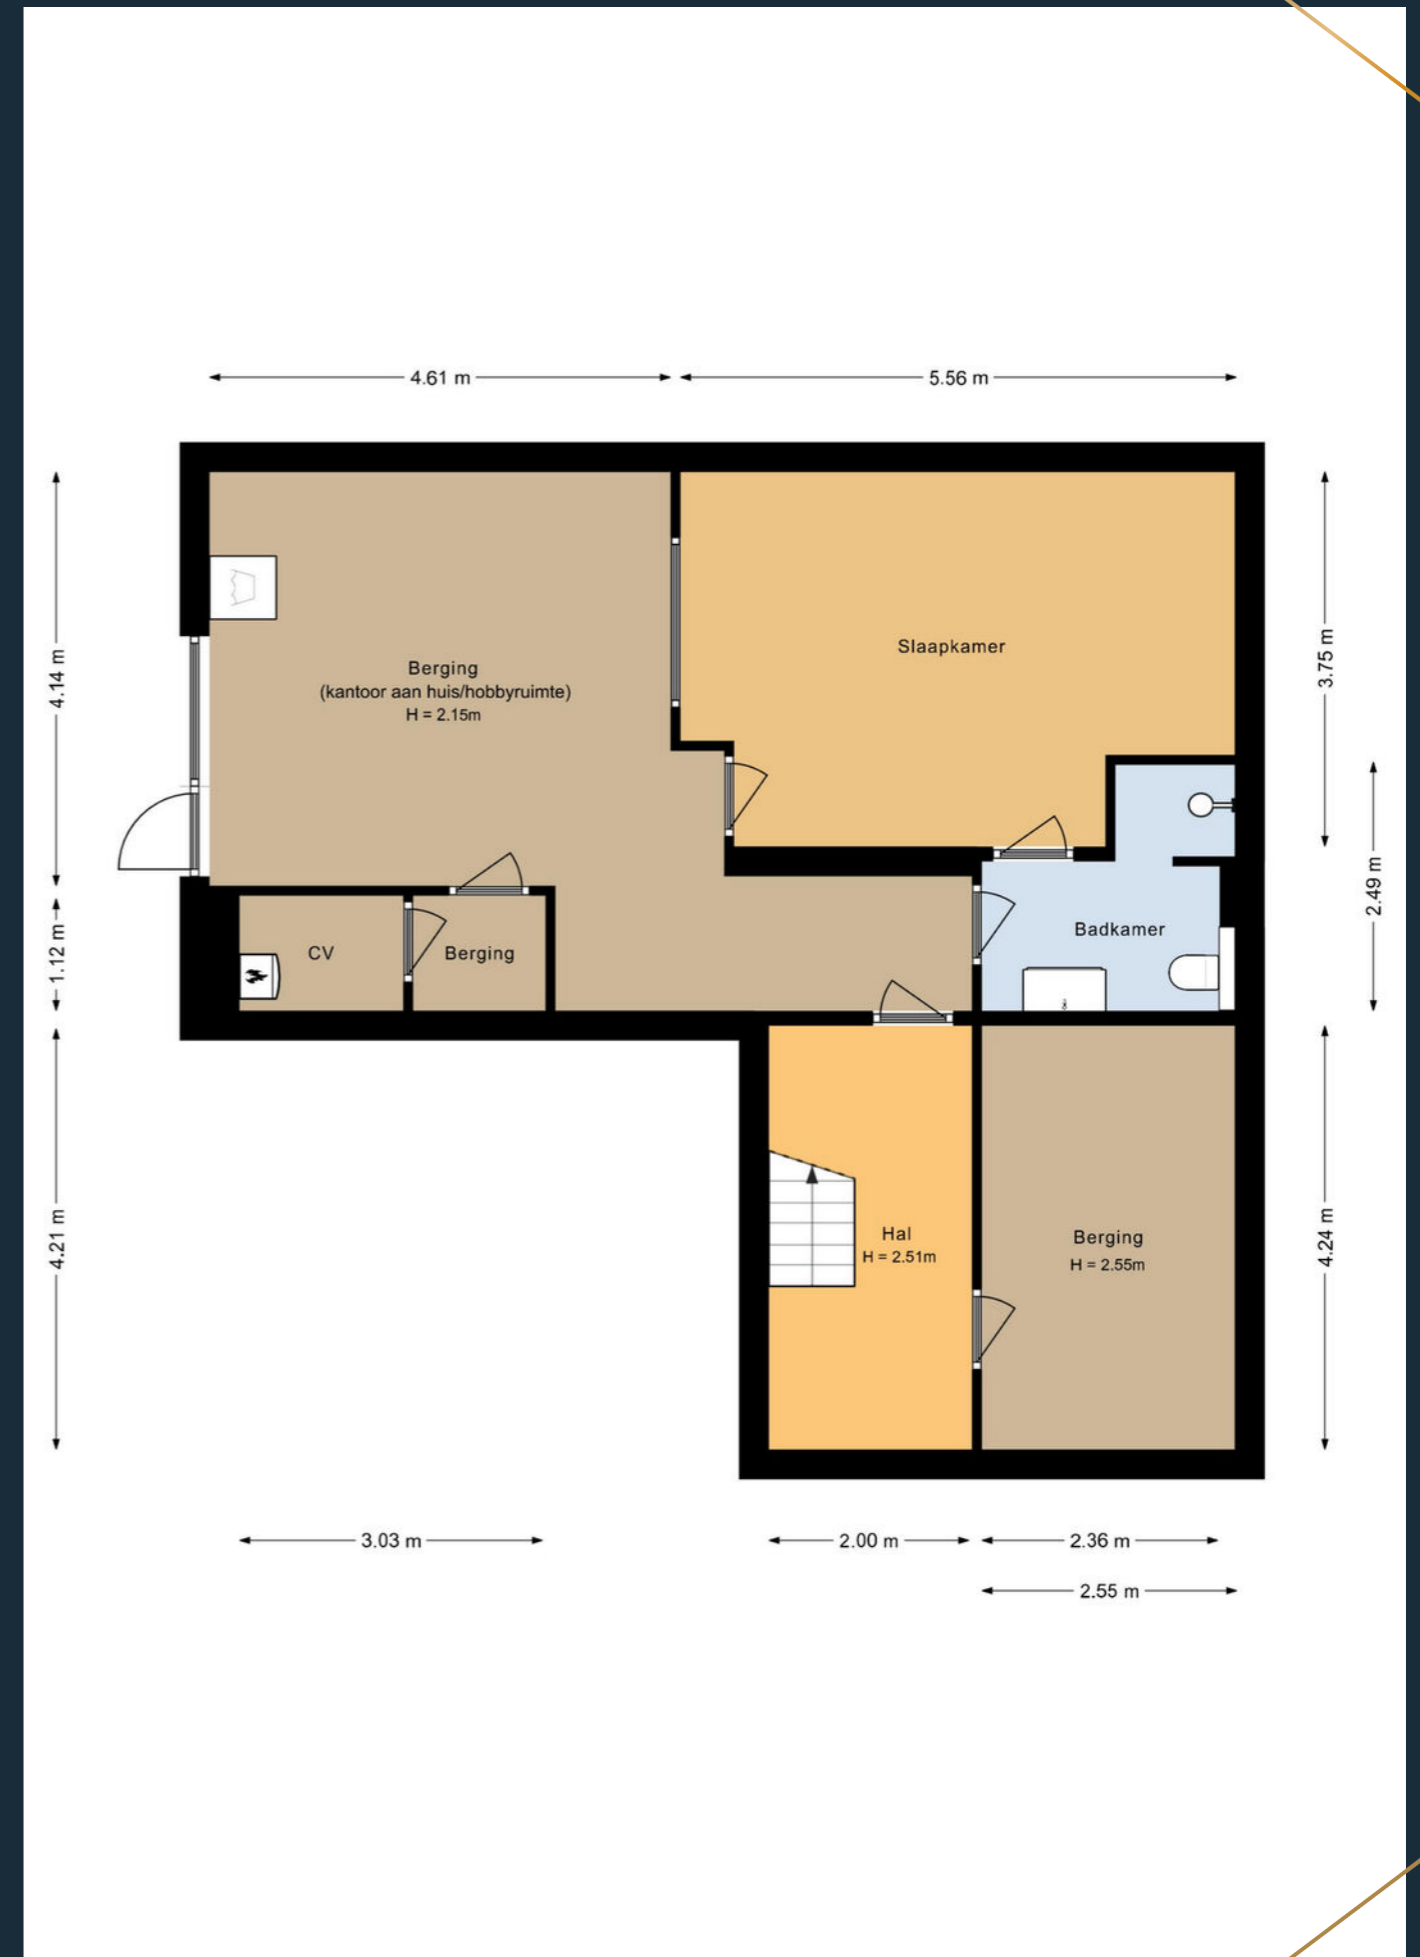 4.61 m
5.56 m
4.14 m
3.75 m
Slaapkamer
Berging
(kantoor aan huis/hobbyruimte)
H = 2.15m
2.49 m
1.12 m
CV
Berging
Badkamer
4.21 m
4.24 m
Hal
H = 2.51m
Berging
H = 2.55m
3.03 m
2.00 m
2.36 m
2.55 m